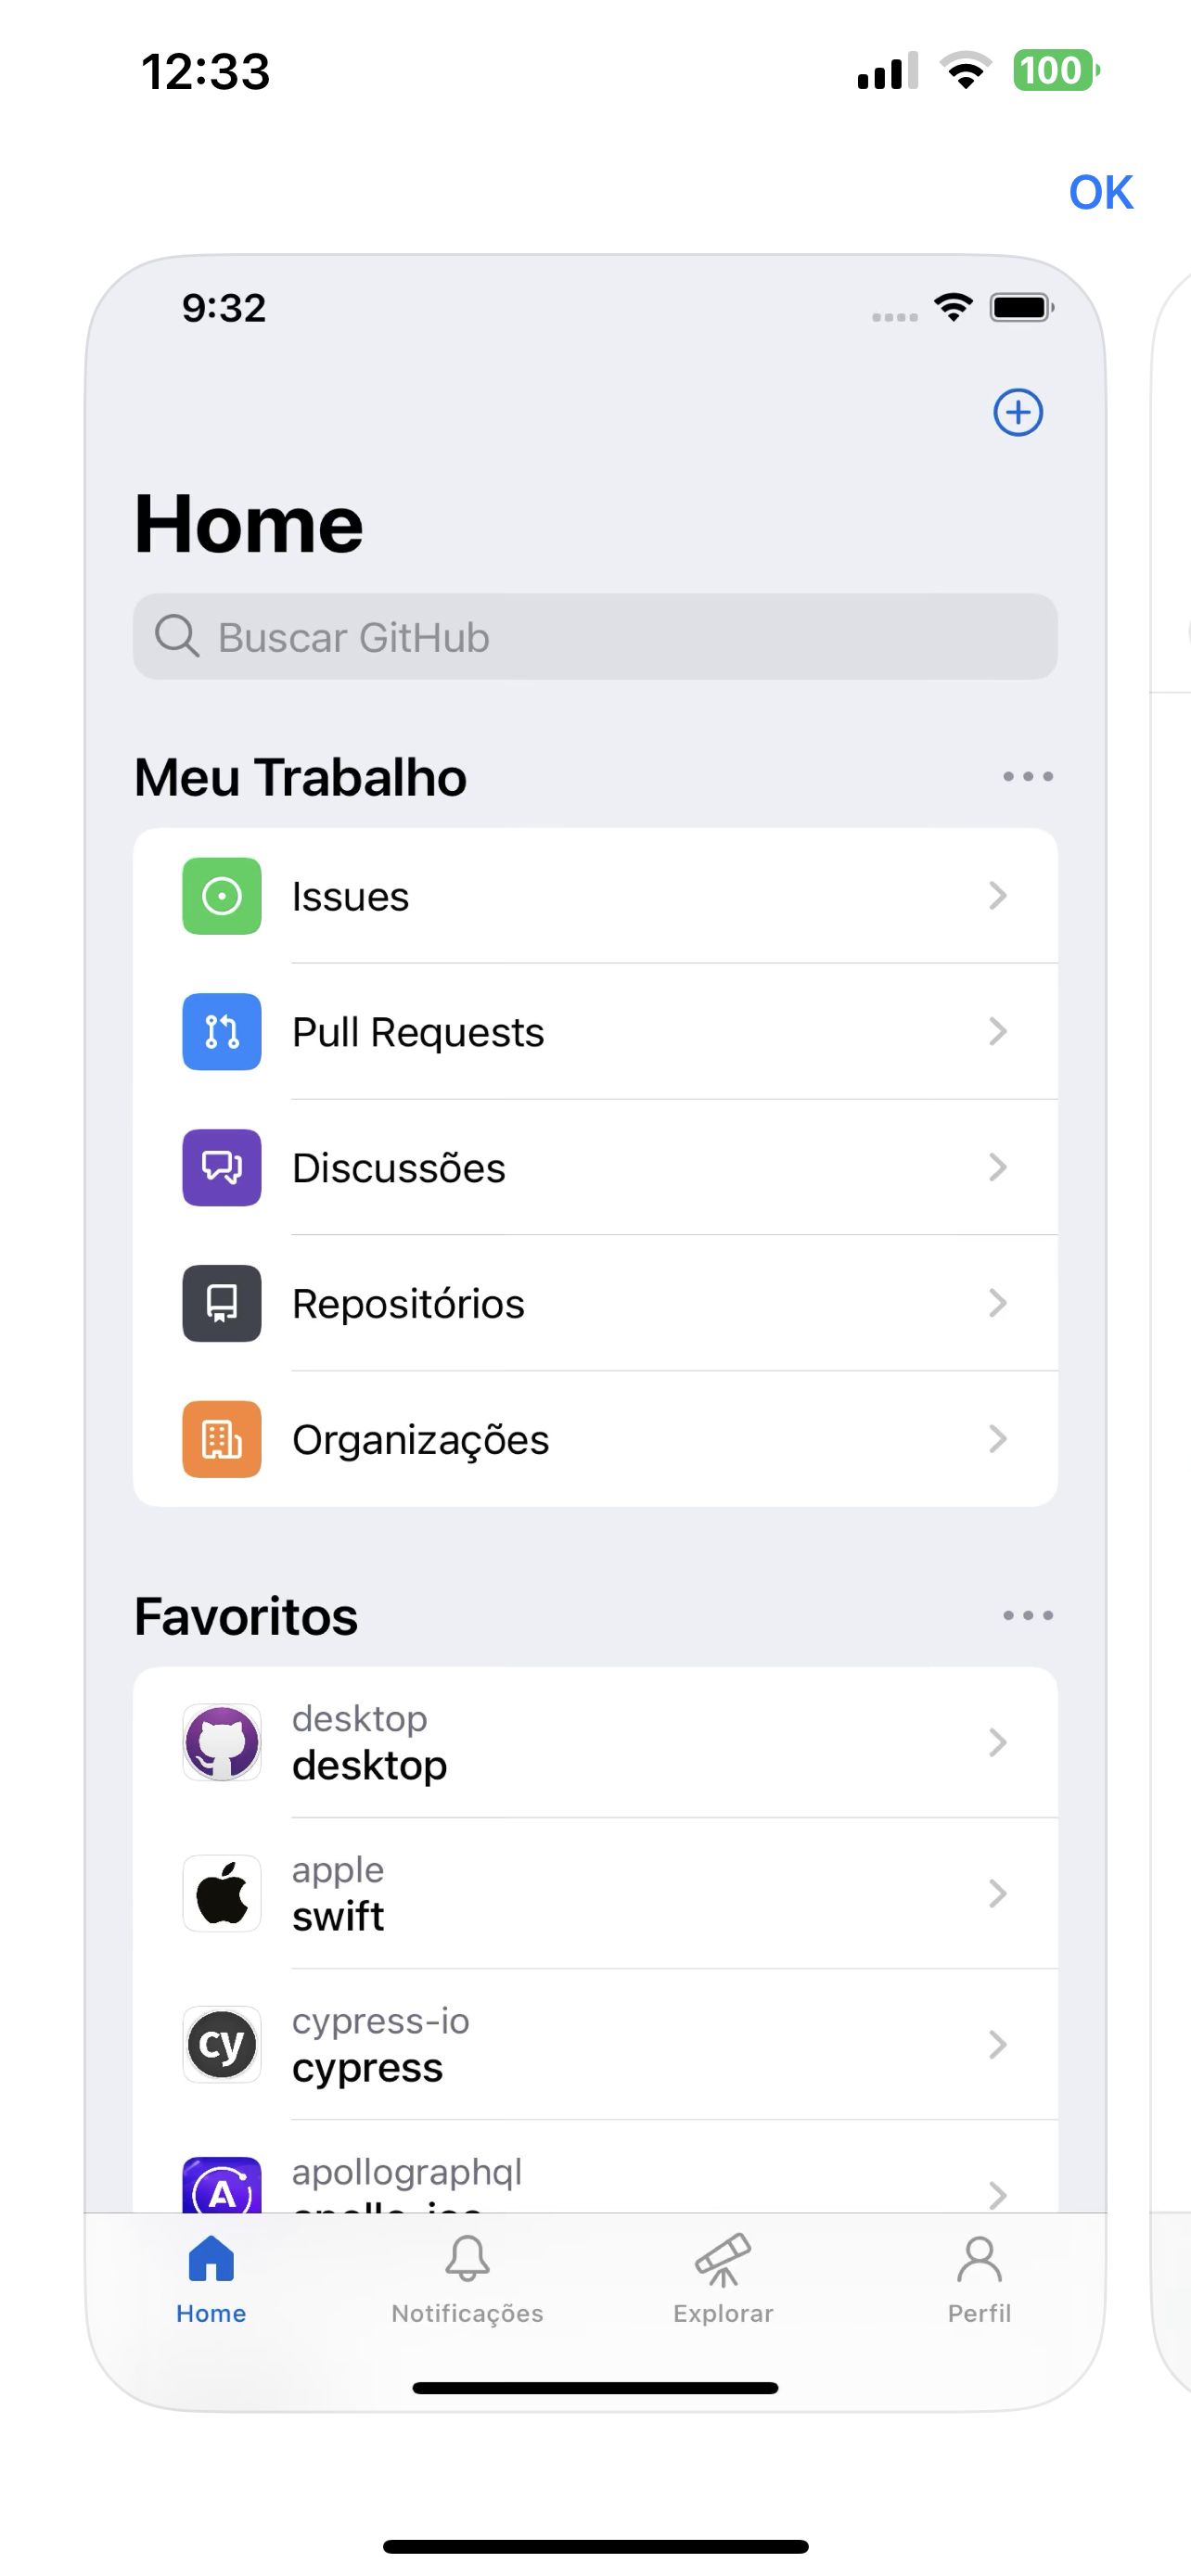 12:33
100
OK
9:32
Home
Buscar GitHub
Meu Trabalho
Issues
Pull Requests
Discussões
Repositórios
Organizações
Favoritos
desktop
desktop
apple
swift
cy
cypress-io
cypress
A
apollographql
Home
Notificações
Explorar
Perfil